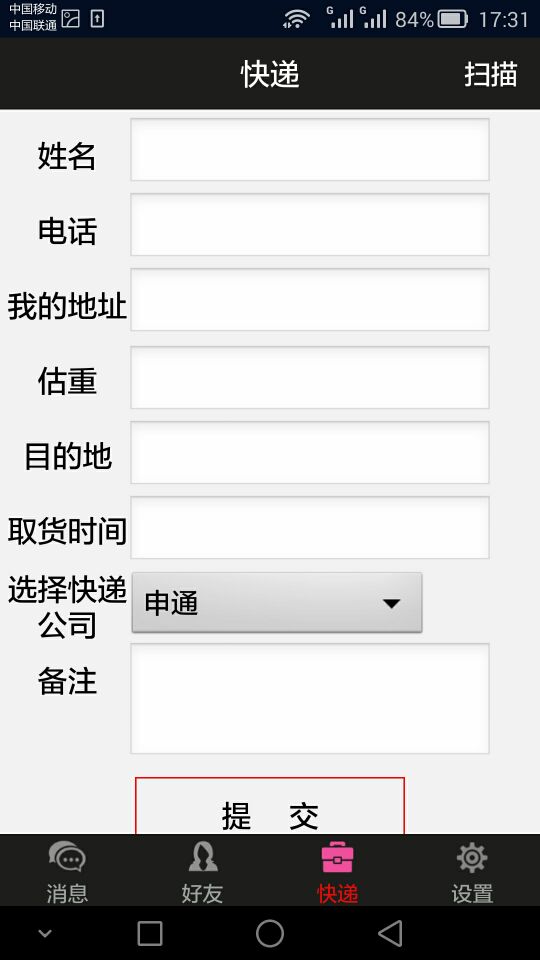 中国移动
中国联通
G G 84% 17:31
快递 扫描
姓名
电话
我的地址
估重
目的地
取货时间
选择快递
公司
申通
备注
提 交
消息 好友 快递 设置